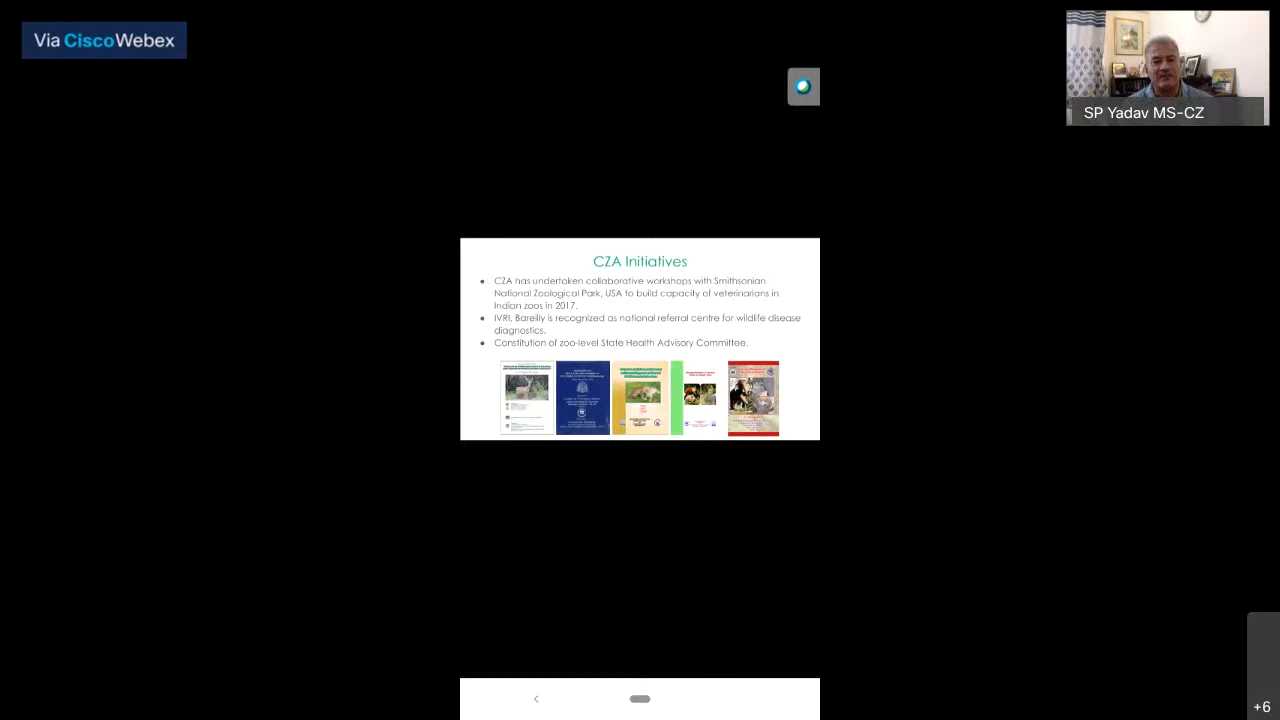 Via CiscoWebex
SP Yadav MS-CZ
CZA Initiatives
● CZA has undertaken collaborative workshops with Smithsonian
National Zoological Park, USA to build capacity of veterinarians in
Indian zoos in 2017.
● IVRI, Bareilly is recognized as national referral centre for wildlife disease
diagnostics.
● Constitution of zoo-level State Health Advisory Committee.
+6